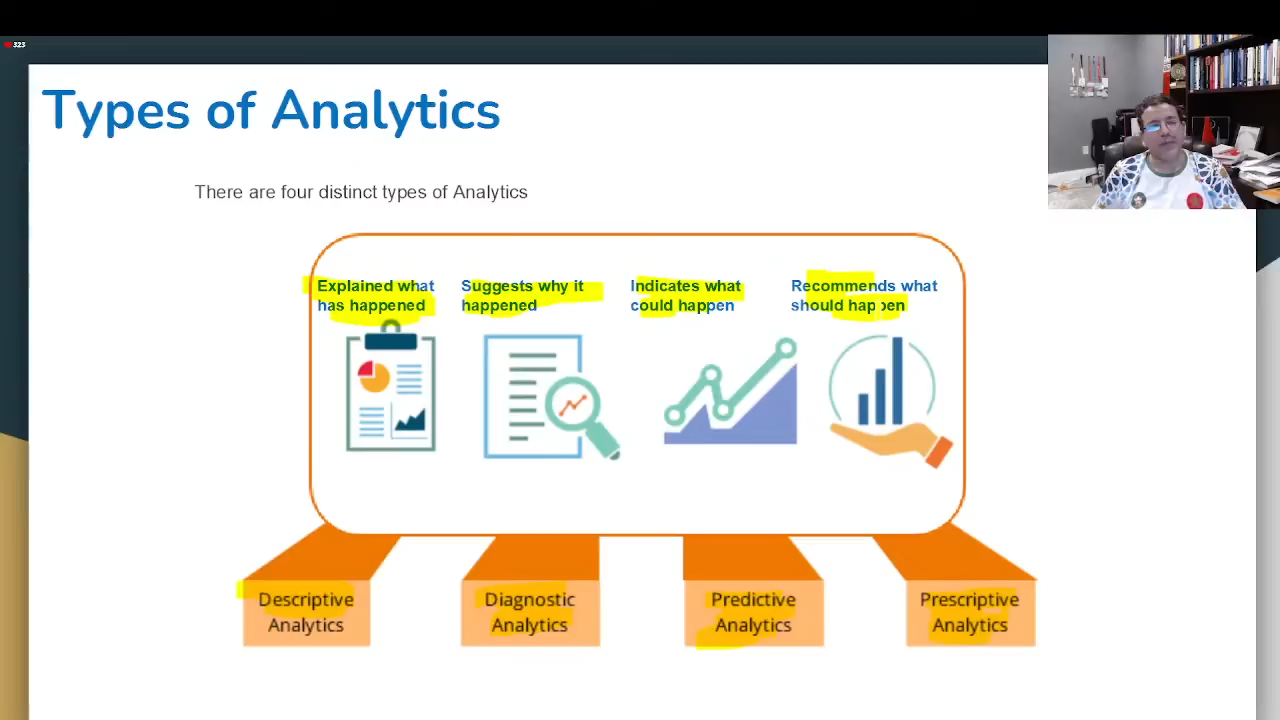 323
Types of Analytics
There are four distinct types of Analytics
Explained what
has happened
Suggests why it
happened
Indicates what
could happen
Recommends what
should happen
Descriptive
Analytics
Diagnostic
Analytics
Predictive
Analytics
Prescriptive
Analytics